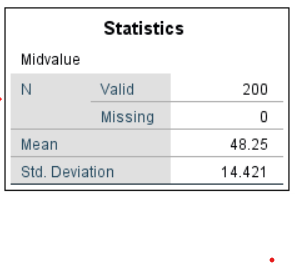 Statistics
Midvalue
N Valid 200
Missing 0
Mean 48.25
Std. Deviation 14.421